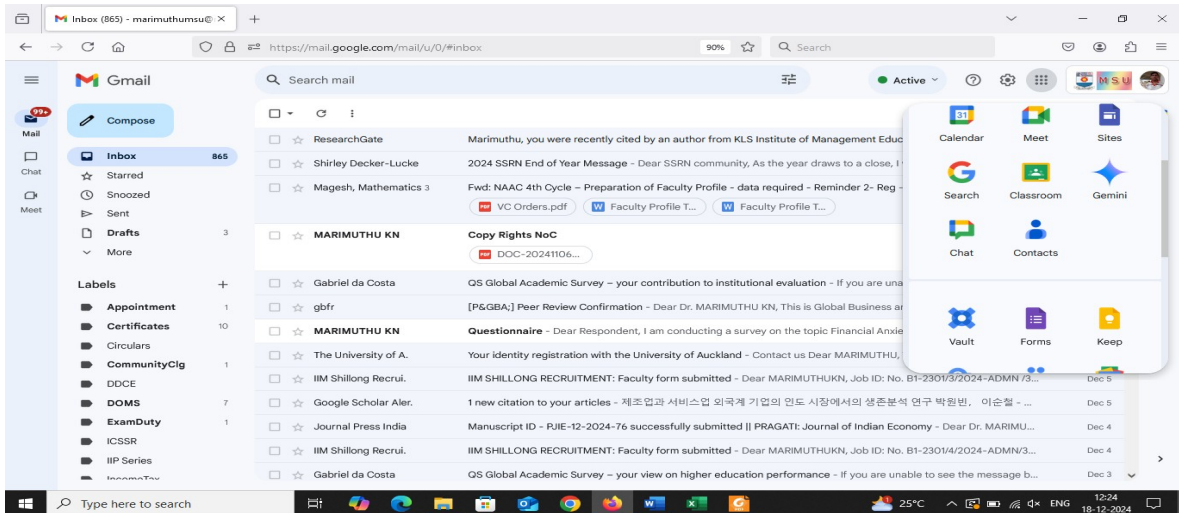 Inbox (865) - marimuthumsu@
https://mail.google.com/mail/u/0/#inbox
90%
Search
Gmail
Search mail
Active
M S U
99+
Mail
Chat
Meet
Compose
Inbox 865
Starred
Snoozed
Sent
Drafts 3
More
Labels
Appointment 1
Certificates 10
Circulars
CommunityClg 1
DDCE
DOMS 7
ExamDuty 1
ICSSR
IIP Series
IncomeTax
ResearchGate Marimuthu, you were recently cited by an author from KLS Institute of Management Educ
Shirley Decker-Lucke 2024 SSRN End of Year Message - Dear SSRN community, As the year draws to a close, I
Magesh, Mathematics 3 Fwd: NAAC 4th Cycle – Preparation of Faculty Profile - data required - Reminder 2- Reg -
VC Orders.pdf Faculty Profile T... Faculty Profile T...
MARIMUTHU KN Copy Rights NoC
DOC-20241106...
Gabriel da Costa QS Global Academic Survey – your contribution to institutional evaluation - If you are una
gbfr [P&GBA;] Peer Review Confirmation - Dear Dr. MARIMUTHU KN, This is Global Business ar
MARIMUTHU KN Questionnaire - Dear Respondent, I am conducting a survey on the topic Financial Anxie
The University of A. Your identity registration with the University of Auckland - Contact us Dear MARIMUTHU,
IIM Shillong Recrui. IIM SHILLONG RECRUITMENT: Faculty form submitted - Dear MARIMUTHUKN, Job ID: No. B1-2301/3/2024-ADMN /3... Dec 5
Google Scholar Aler. 1 new citation to your articles - 제조업과 서비스업 외국계 기업의 인도 시장에서의 생존분석 연구 박원빈, 이순철 - ... Dec 5
Journal Press India Manuscript ID - PJIE-12-2024-76 successfully submitted || PRAGATI: Journal of Indian Economy - Dear Dr. MARIMU... Dec 4
IIM Shillong Recrui. IIM SHILLONG RECRUITMENT: Faculty form submitted - Dear MARIMUTHUKN, Job ID: No. B1-2201/4/2024-ADMN/3... Dec 4
Gabriel da Costa QS Global Academic Survey – your view on higher education performance - If you are unable to see the message b... Dec 3
31
Calendar Meet Sites
Search Classroom Gemini
Chat Contacts
Vault Forms Keep
Type here to search
25°C
ENG
12:24
18-12-2024